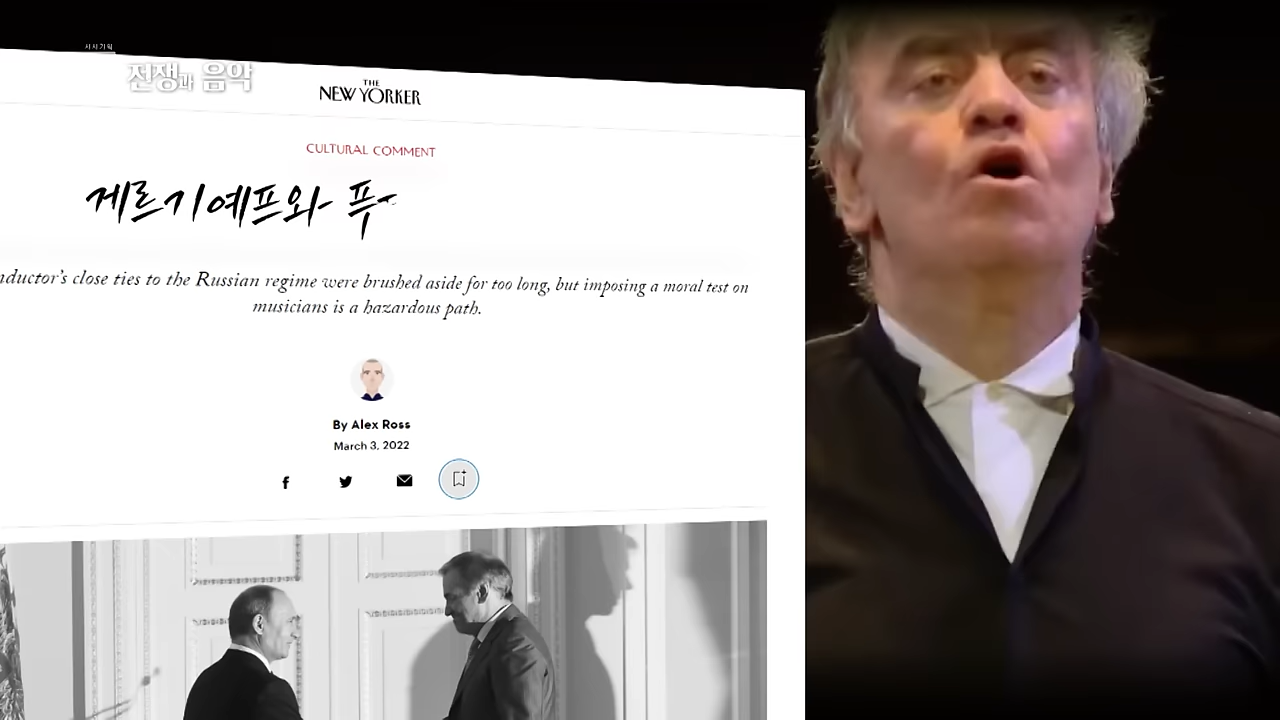 시사기획
진쟁과 음악
THE
NEW YORKER
CULTURAL COMMENT
게르기예프와 푸
nductor's close ties to the Russian regime were brushed aside for too long, but imposing a moral test on
musicians is a hazardous path.
By Alex Ross
March 3, 2022